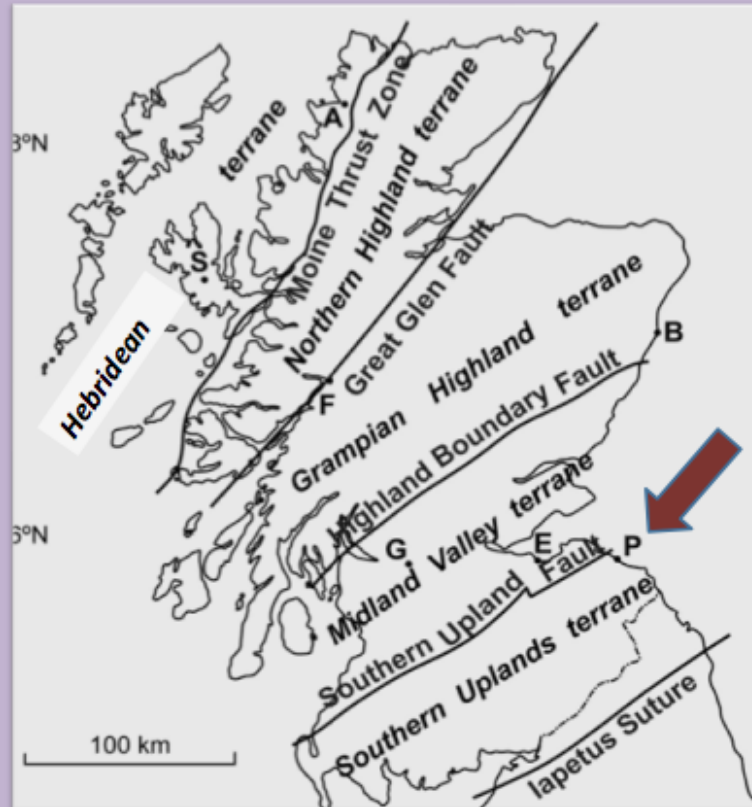 8°N
A
terrane
Moine Thrust Zone
Northern Highland terrane
S
Hebridean
Great Glen Fault
F
B
Grampian Highland terrane
Highland Boundary Fault
6°N
G
E
P
Midland Valley terrane
Southern Upland Fault
Southern Uplands terrane
Iapetus Suture
100 km